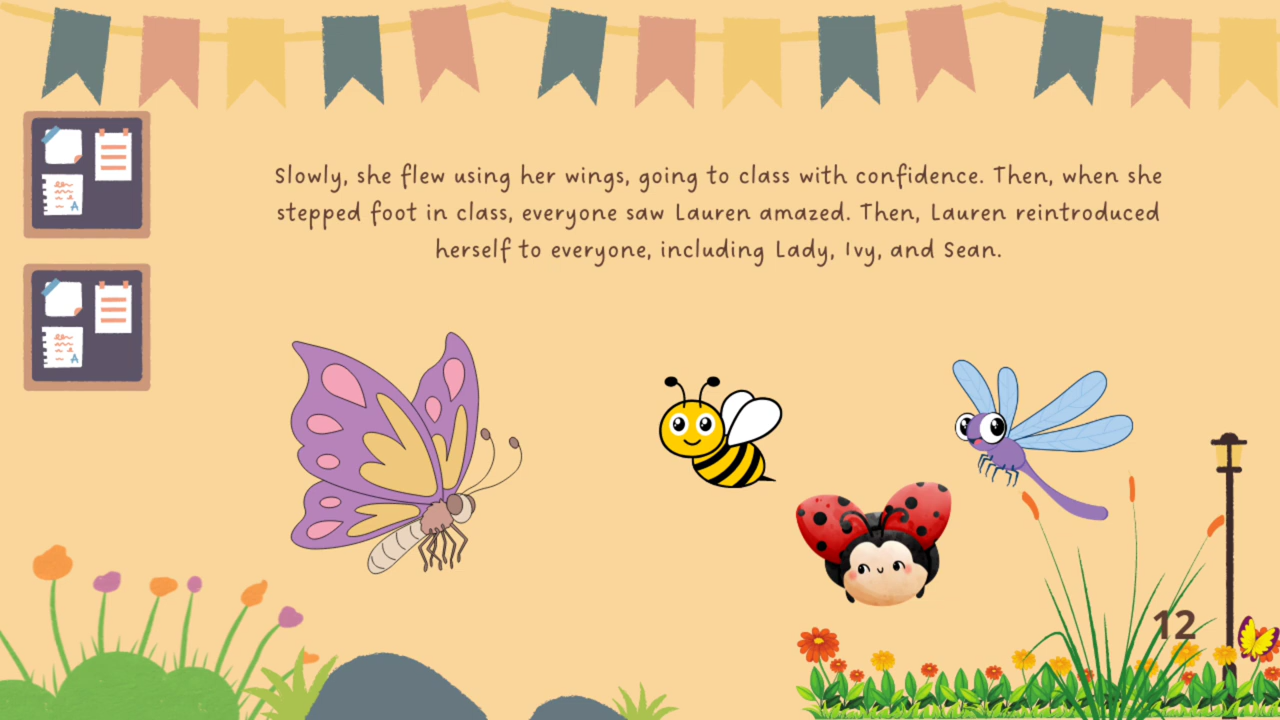 Slowly, she flew using her wings, going to class with confidence. Then, when she
stepped foot in class, everyone saw Lauren amazed. Then, Lauren reintroduced
herself to everyone, including Lady, Ivy, and Sean.
12